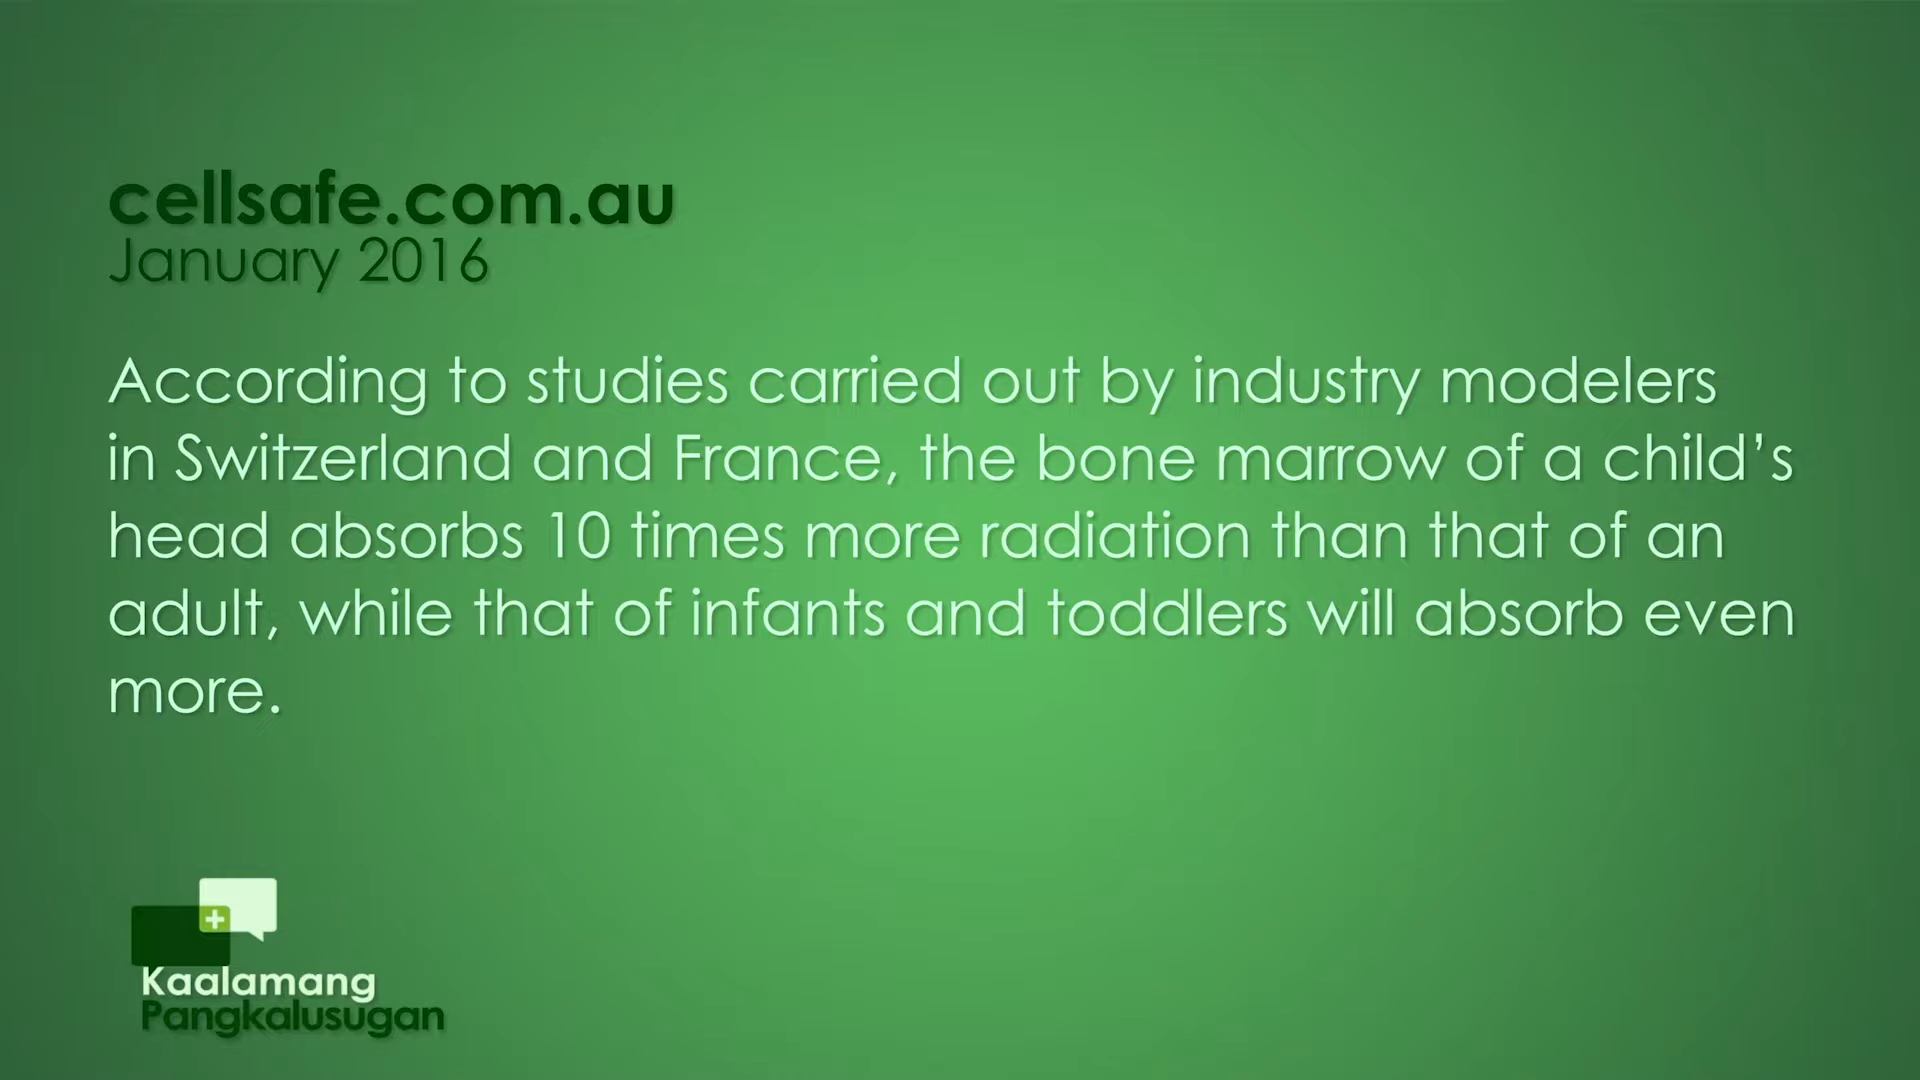 cellsafe.com.au
January 2016
According to studies carried out by industry modelers
in Switzerland and France, the bone marrow of a child’s
head absorbs 10 times more radiation than that of an
adult, while that of infants and toddlers will absorb even
more.
Kaalamang
Pangkalusugan